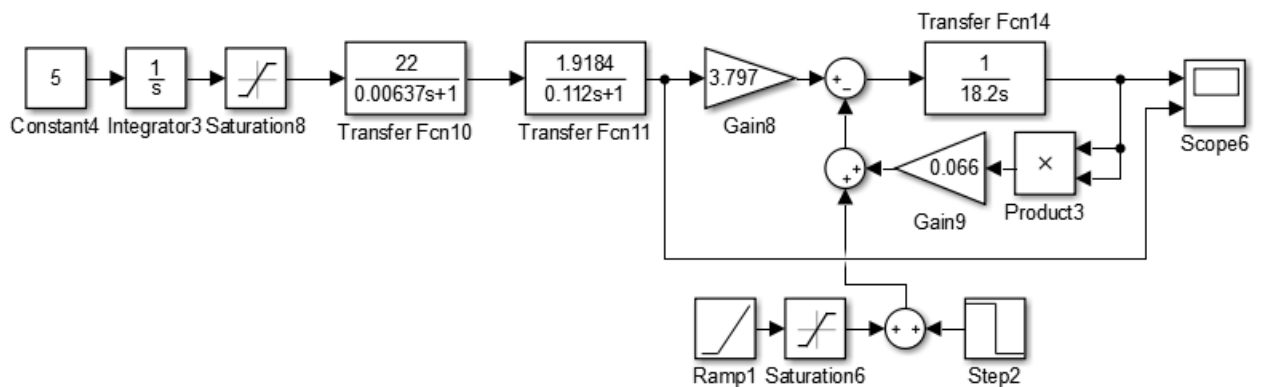 Transfer Fcn14
5
1
s
22
0.00637s+1
1.9184
0.112s+1
3.797
+
−
1
18.2s
Constant4
Integrator3
Saturation8
Transfer Fcn10
Transfer Fcn11
Gain8
Scope6
+
+
0.066
×
Gain9
Product3
+ +
Ramp1
Saturation6
Step2